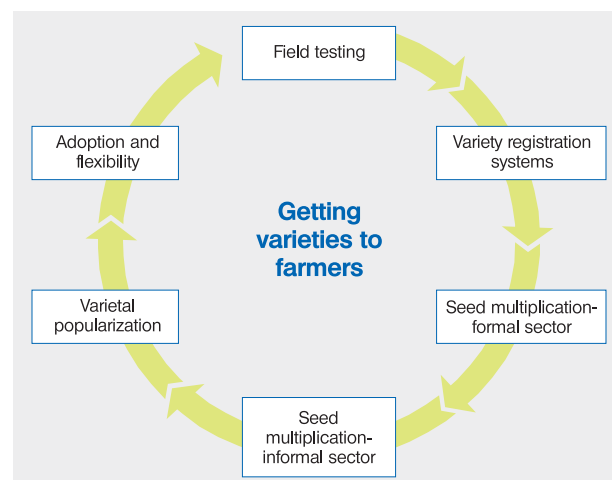 Field testing
Variety registration
systems
Seed multiplication-
formal sector
Seed
multiplication-
informal sector
Varietal
popularization
Adoption and
flexibility
Getting
varieties to
farmers